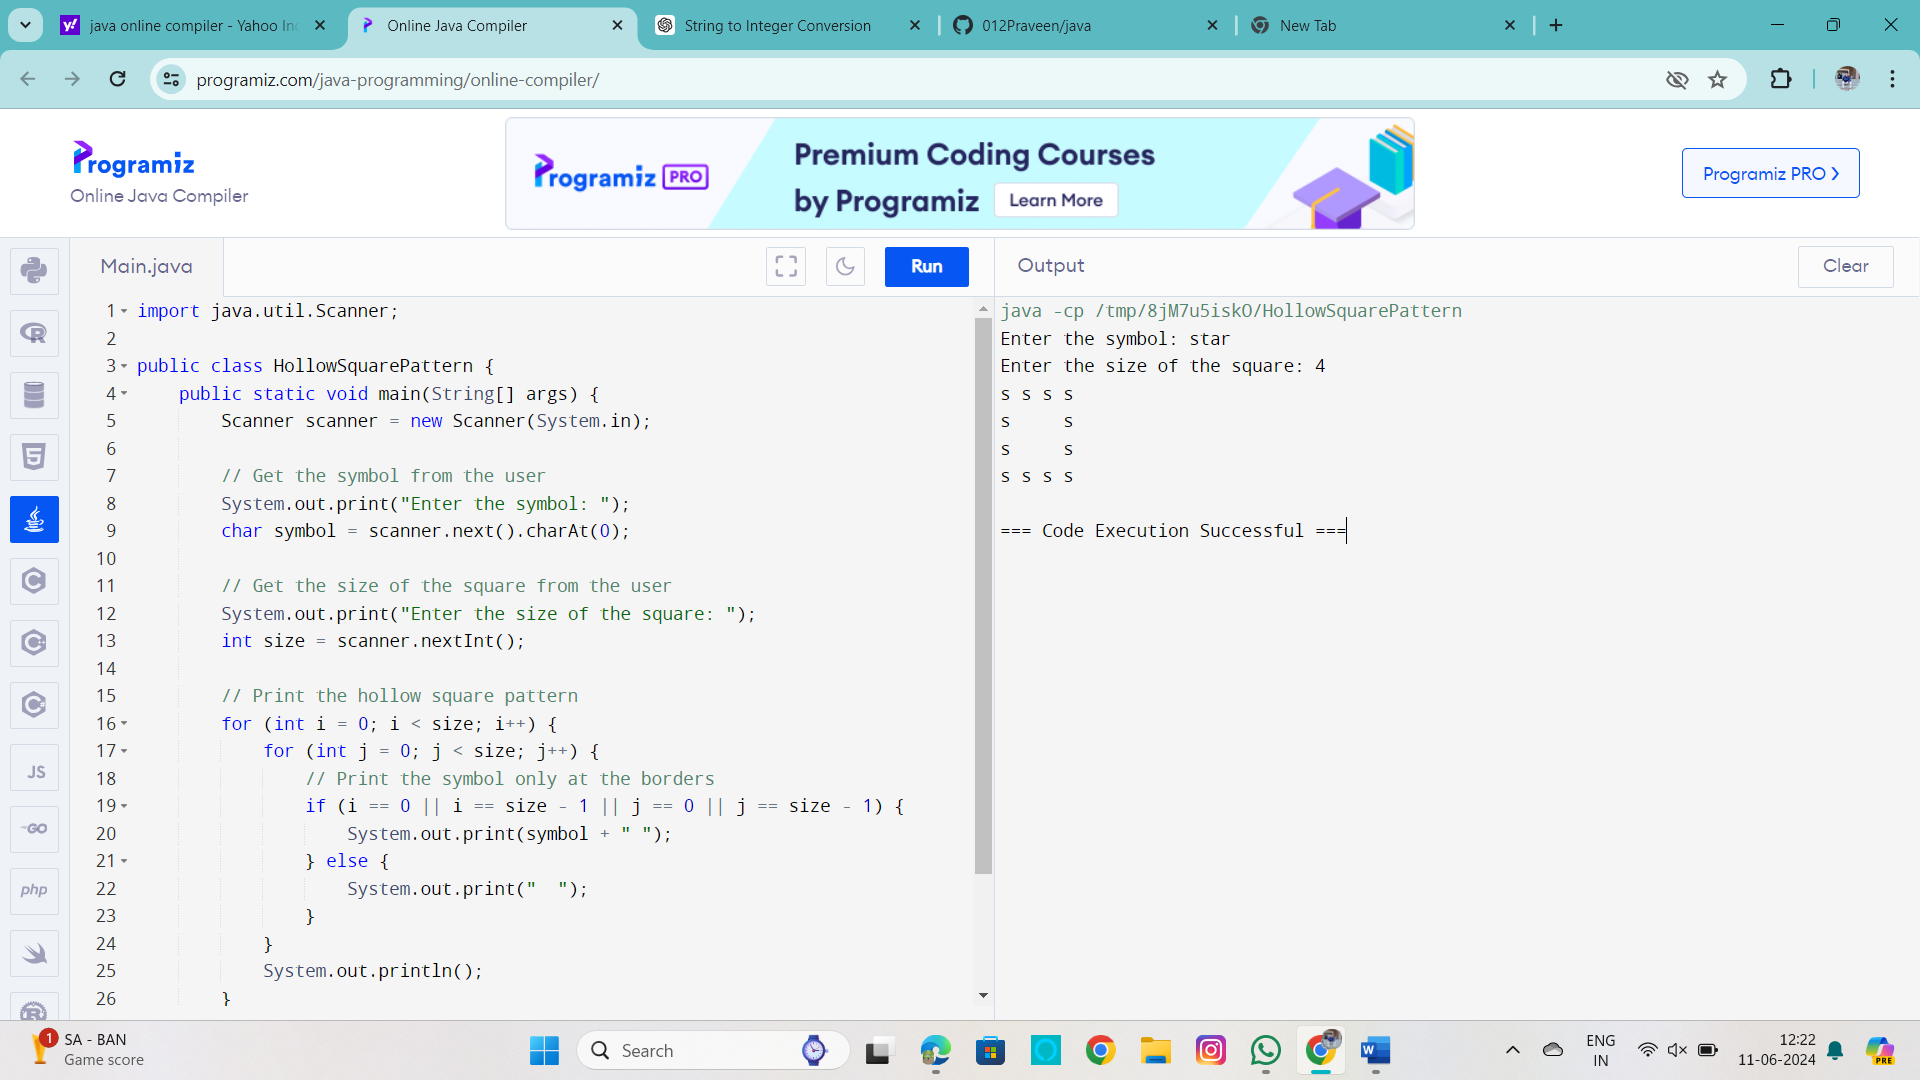 java online compiler - Yahoo Inc
Online Java Compiler
String to Integer Conversion
012Praveen/java
New Tab
programiz.com/java-programming/online-compiler/
Programiz
Online Java Compiler
Programiz PRO
Premium Coding Courses
by Programiz Learn More
Programiz PRO
Main.java
Run
Output
Clear
1 import java.util.Scanner;
2
3 public class HollowSquarePattern {
4 public static void main(String[] args) {
5 Scanner scanner = new Scanner(System.in);
6
7 // Get the symbol from the user
8 System.out.print("Enter the symbol: ");
9 char symbol = scanner.next().charAt(0);
10
11 // Get the size of the square from the user
12 System.out.print("Enter the size of the square: ");
13 int size = scanner.nextInt();
14
15 // Print the hollow square pattern
16 for (int i = 0; i < size; i++) {
17 for (int j = 0; j < size; j++) {
18 // Print the symbol only at the borders
19 if (i == 0 || i == size - 1 || j == 0 || j == size - 1) {
20 System.out.print(symbol + " ");
21 } else {
22 System.out.print("  ");
23 }
24 }
25 System.out.println();
26 }
java -cp /tmp/8jM7u5iskO/HollowSquarePattern
Enter the symbol: star
Enter the size of the square: 4
s s s s
s     s
s     s
s s s s
=== Code Execution Successful ===
JS
GO
php
1
SA - BAN
Game score
Search
ENG
IN
12:22
11-06-2024
PRE